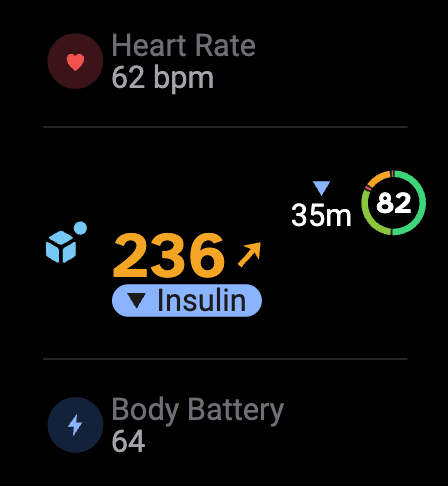 Heart Rate
62 bpm
35m
82
236
Insulin
Body Battery
64